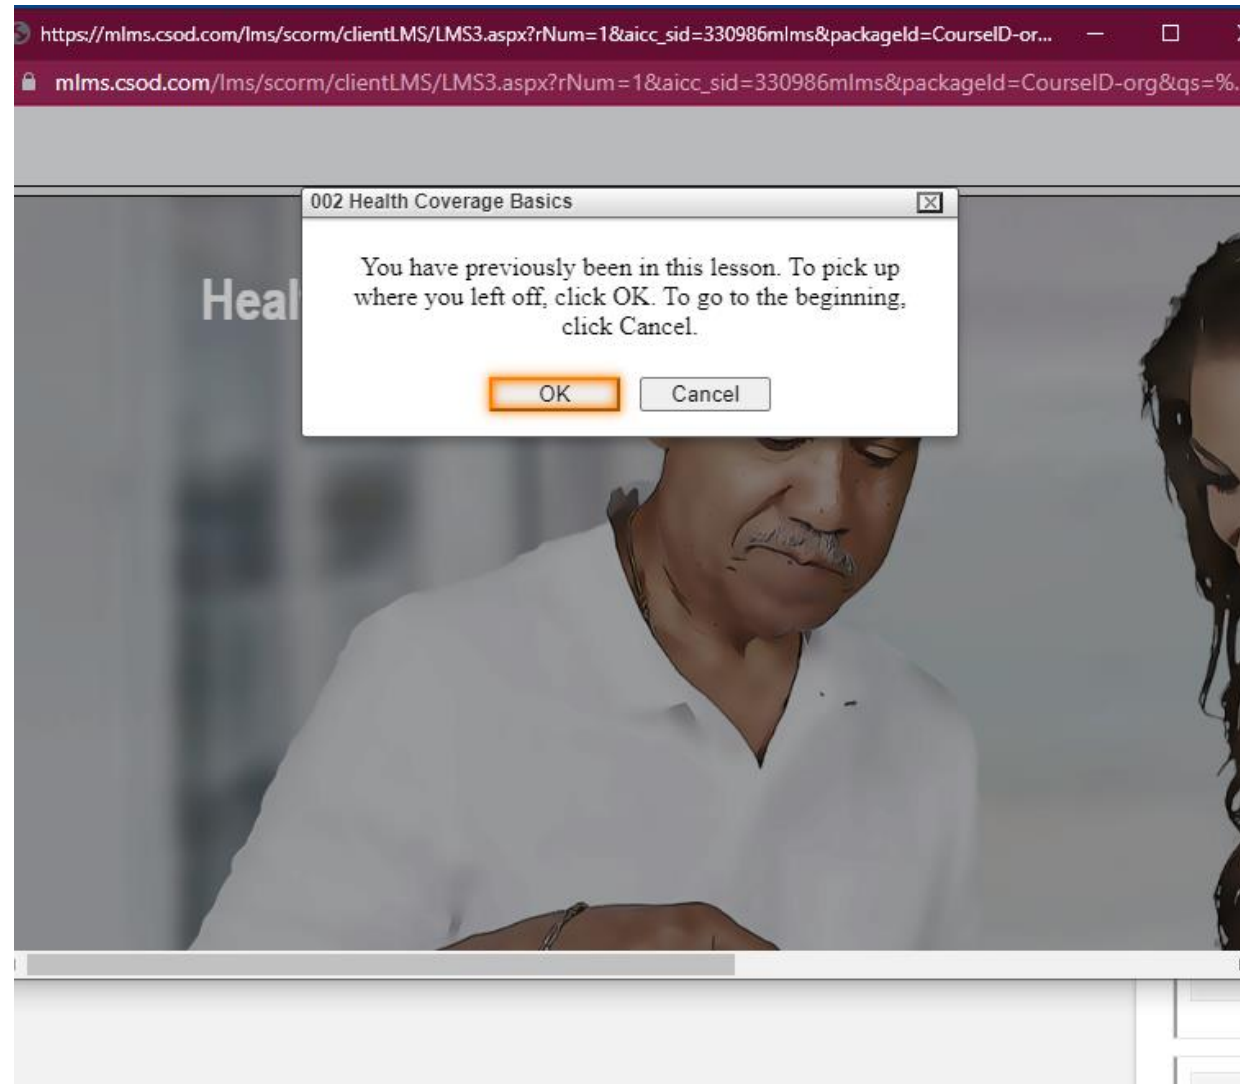 https://mlms.csod.com/lms/scorm/clientLMS/LMS3.aspx?rNum=1&aicc_sid=330986mlms&packageId=CourseID-or...
mlms.csod.com/lms/scorm/clientLMS/LMS3.aspx?rNum=1&aicc_sid=330986mlms&packageId=CourseID-org&qs=%.
002 Health Coverage Basics
You have previously been in this lesson. To pick up
where you left off, click OK. To go to the beginning,
click Cancel.
Heal
OK Cancel